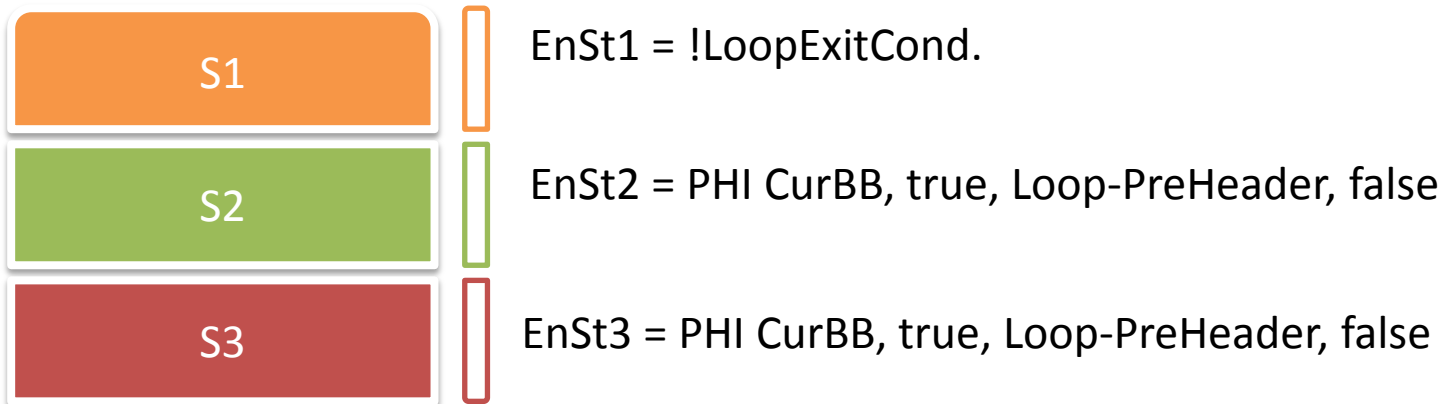 S1
EnSt1 = !LoopExitCond.
S2
EnSt2 = PHI CurBB, true, Loop-PreHeader, false
S3
EnSt3 = PHI CurBB, true, Loop-PreHeader, false